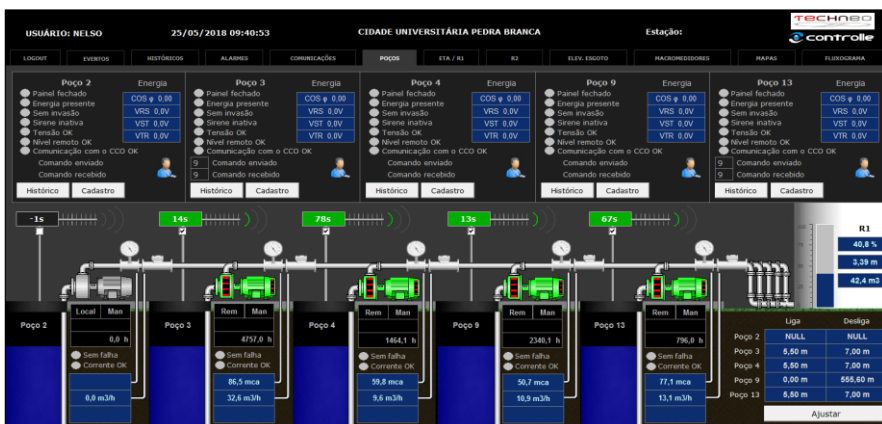 TECHNEO
USUÁRIO: NELSO 25/05/2018 09:40:53 CIDADE UNIVERSITÁRIA PEDRA BRANCA Estação: controlle
LOGOUT EVENTOS HISTÓRICOS ALARMES COMUNICAÇÕES POÇOS ETA / R1 R2 ELEV. ESGOTO MACROMEDIDORES MAPAS FLUXOGRAMA
Poço 2 Energia
Painel fechado
Energia presente
Sem invasão
Sirene inativa
Tensão OK
Nível remoto OK
Comunicação com o CCO OK
COS φ 0,00
VRS 0,0V
VST 0,0V
VTR 0,0V
Comando enviado
Comando recebido
Histórico Cadastro
Poço 3 Energia
Painel fechado
Energia presente
Sem invasão
Sirene inativa
Tensão OK
Nível remoto OK
Comunicação com o CCO OK
COS φ 0,00
VRS 0,0V
VST 0,0V
VTR 0,0V
9 Comando enviado
9 Comando recebido
Histórico Cadastro
Poço 4 Energia
Painel fechado
Energia presente
Sem invasão
Sirene inativa
Tensão OK
Nível remoto OK
Comunicação com o CCO OK
COS φ 0,00
VRS 0,0V
VST 0,0V
VTR 0,0V
Comando enviado
Comando recebido
Histórico Cadastro
Poço 9 Energia
Painel fechado
Energia presente
Sem invasão
Sirene inativa
Tensão OK
Nível remoto OK
Comunicação com o CCO OK
COS φ 0,00
VRS 0,0V
VST 0,0V
VTR 0,0V
9 Comando enviado
9 Comando recebido
Histórico Cadastro
Poço 13 Energia
Painel fechado
Energia presente
Sem invasão
Sirene inativa
Tensão OK
Nível remoto OK
Comunicação com o CCO OK
COS φ 0,00
VRS 0,0V
VST 0,0V
VTR 0,0V
9 Comando enviado
9 Comando recebido
Histórico Cadastro
-1s 14s 78s 13s 67s
R1
40,8 %
3,39 m
42,4 m3
Poço 2
Local Man
0,0 h
Sem falha
Corrente OK
0,0 m3/h
Poço 3
Rem Man
4757,0 h
Sem falha
Corrente OK
86,5 mca
32,6 m3/h
Poço 4
Rem Man
1464,1 h
Sem falha
Corrente OK
59,8 mca
9,6 m3/h
Poço 9
Rem Man
2340,1 h
Sem falha
Corrente OK
50,7 mca
10,9 m3/h
Poço 13
Rem Man
796,0 h
Sem falha
Corrente OK
77,1 mca
13,1 m3/h
Liga Desliga
Poço 2 NULL NULL
Poço 3 5,50 m 7,00 m
Poço 4 5,50 m 7,00 m
Poço 9 0,00 m 555,60 m
Poço 13 5,50 m 7,00 m
Ajustar